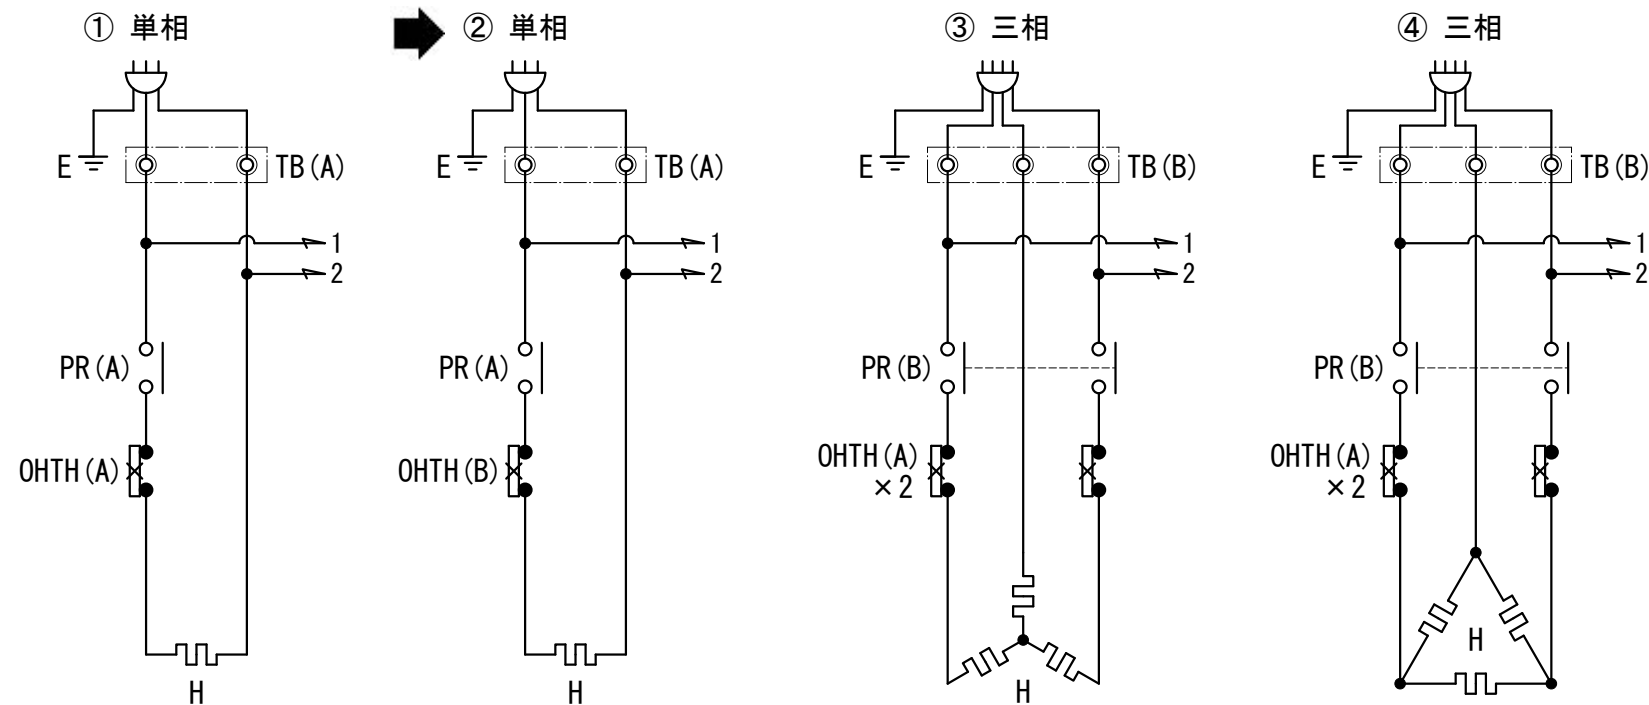 ① 単相
② 単相
③ 三相
④ 三相
E
TB(A)
E
TB(A)
E
TB(B)
E
TB(B)
1
2
1
2
1
2
1
2
PR(A)
PR(A)
PR(B)
PR(B)
OHTH(A)
OHTH(B)
OHTH(A)
×2
OHTH(A)
×2
H
H
H
H